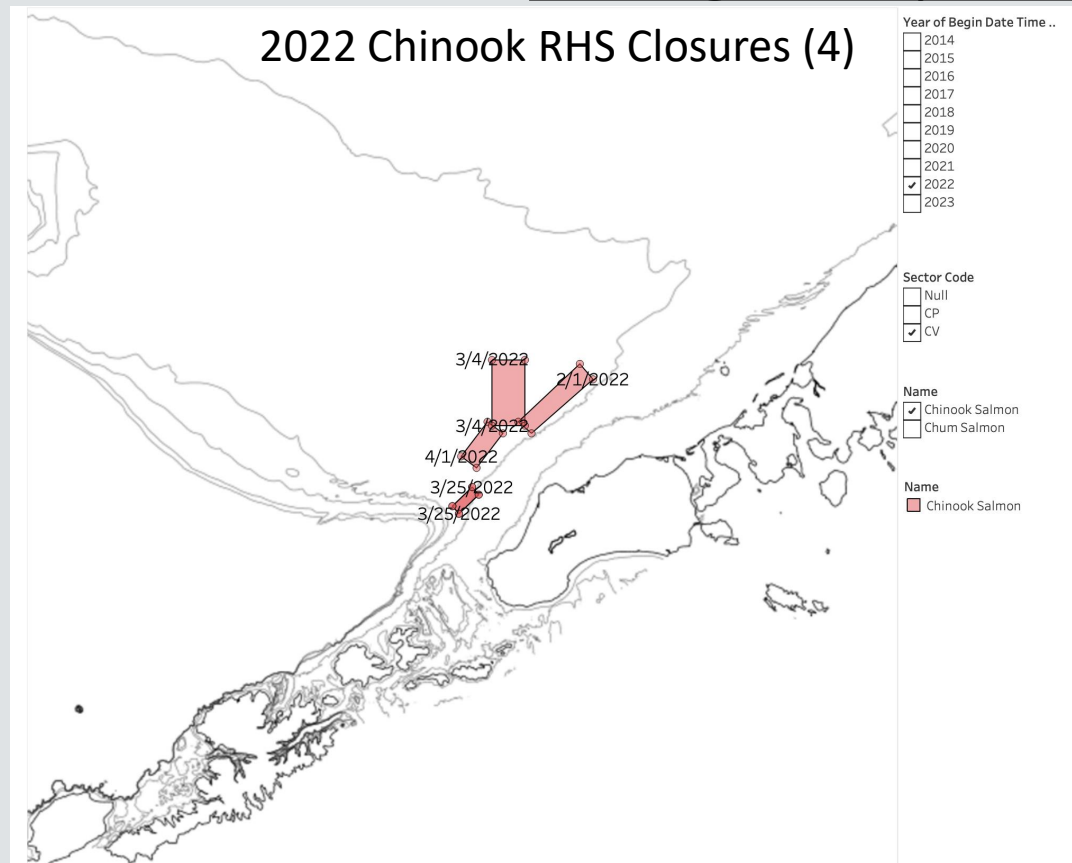 2022 Chinook RHS Closures (4)
3/4/2022
2/1/2022
3/4/2022
4/1/2022
3/25/2022
3/25/2022
Year of Begin Date Time ..
2014
2015
2016
2017
2018
2019
2020
2021
2022
2023
Sector Code
Null
CP
CV
Name
Chinook Salmon
Chum Salmon
Name
Chinook Salmon